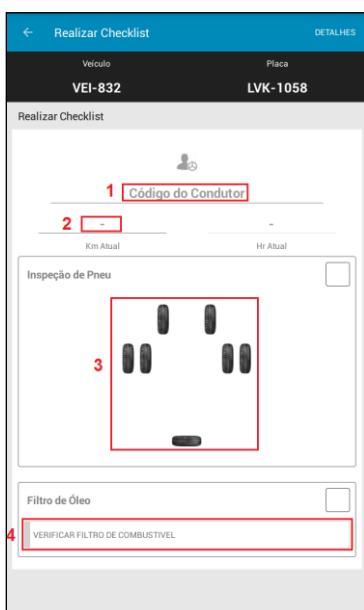 Realizar Checklist DETALHES
Veículo Placa
VEI-832 LVK-1058
Realizar Checklist
1 Código do Condutor
2 - -
Km Atual Hr Atual
Inspeção de Pneu
3
Filtro de Óleo
4 VERIFICAR FILTRO DE COMBUSTIVEL